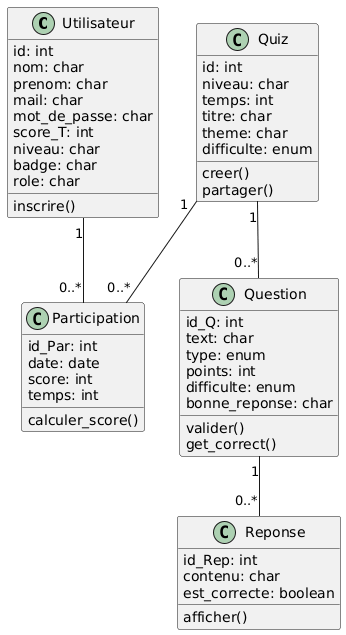 C Utilisateur
id: int
nom: char
prenom: char
mail: char
mot_de_passe: char
score_T: int
niveau: char
badge: char
role: char
inscrire()
C Quiz
id: int
niveau: char
temps: int
titre: char
theme: char
difficulte: enum
creer()
partager()
1
0..*
1
0..*
1
0..*
C Participation
id_Par: int
date: date
score: int
temps: int
calculer_score()
C Question
id_Q: int
text: char
type: enum
points: int
difficulte: enum
bonne_reponse: char
valider()
get_correct()
1
0..*
C Reponse
id_Rep: int
contenu: char
est_correcte: boolean
afficher()